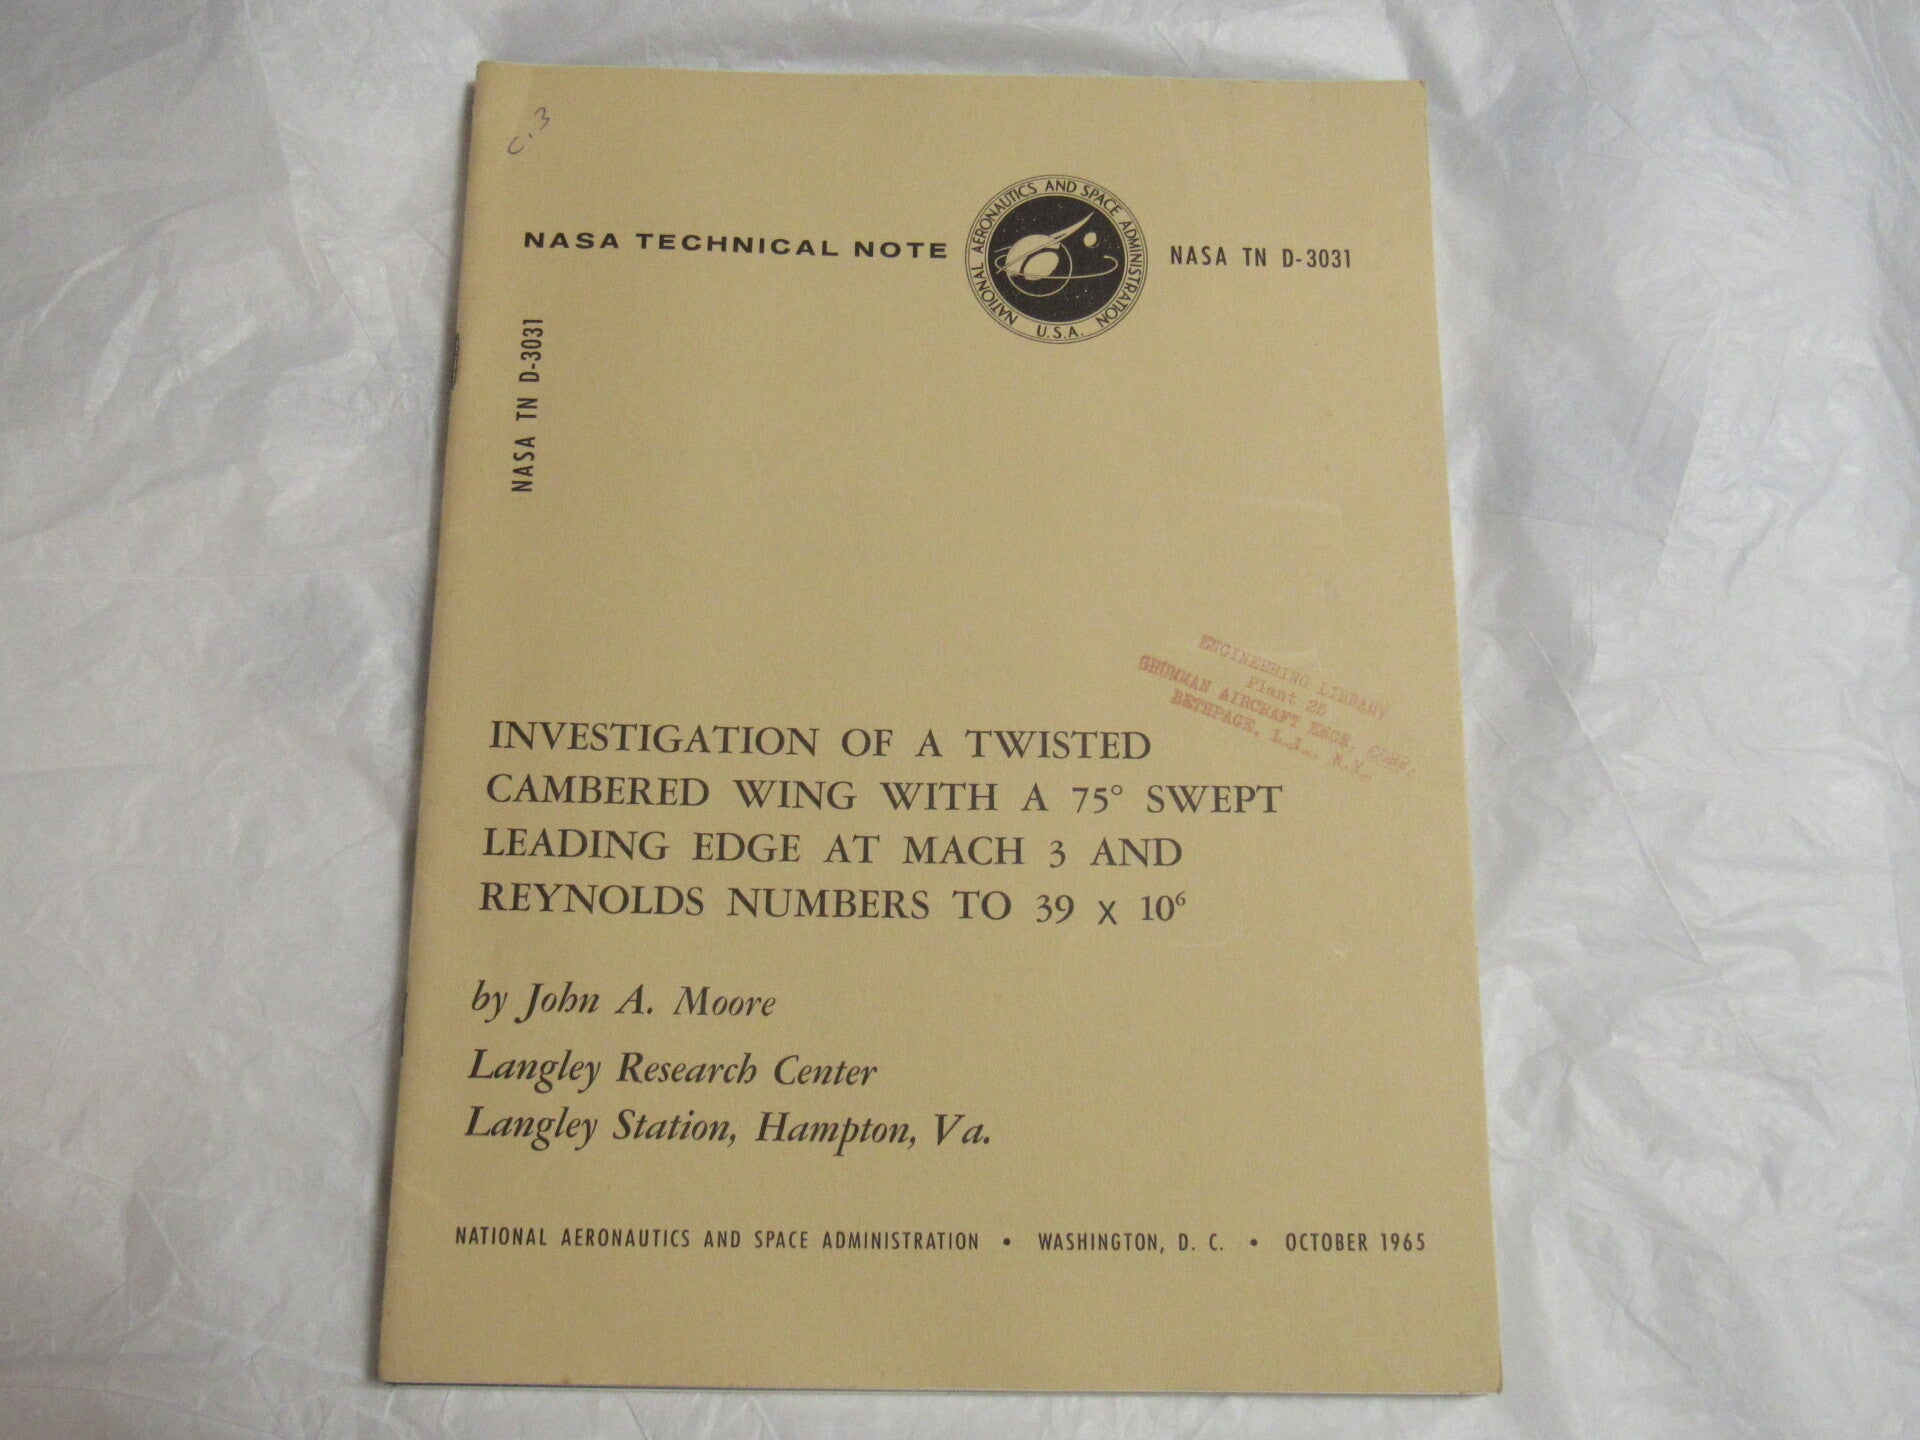 c.3
NASA TECHNICAL NOTE
NATIONAL AERONAUTICS AND SPACE ADMINISTRATION
U.S.A.
NASA TN D-3031
NASA TN D-3031
ENGINEERING LIBRARY
Plant 25
GRUMMAN AIRCRAFT ENGR. CORP.
BETHPAGE, L.I., N.Y.
INVESTIGATION OF A TWISTED
CAMBERED WING WITH A 75° SWEPT
LEADING EDGE AT MACH 3 AND
REYNOLDS NUMBERS TO 39 x 10⁶
by John A. Moore
Langley Research Center
Langley Station, Hampton, Va.
NATIONAL AERONAUTICS AND SPACE ADMINISTRATION • WASHINGTON, D. C. • OCTOBER 1965